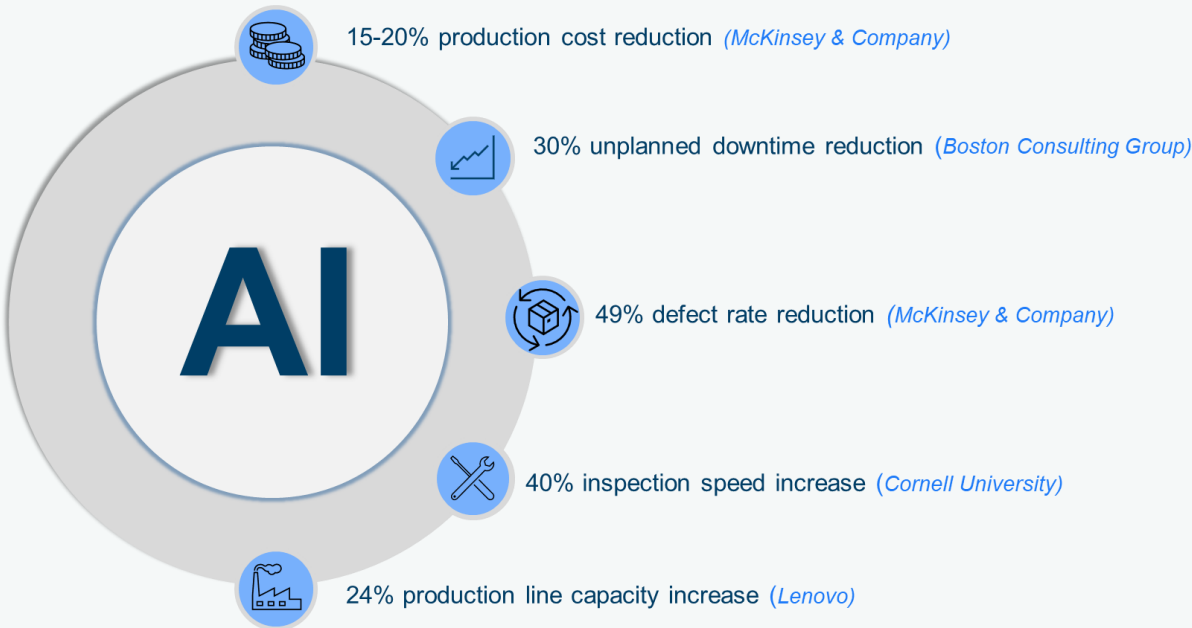 15-20% production cost reduction (McKinsey & Company)
30% unplanned downtime reduction (Boston Consulting Group)
AI
49% defect rate reduction (McKinsey & Company)
40% inspection speed increase (Cornell University)
24% production line capacity increase (Lenovo)